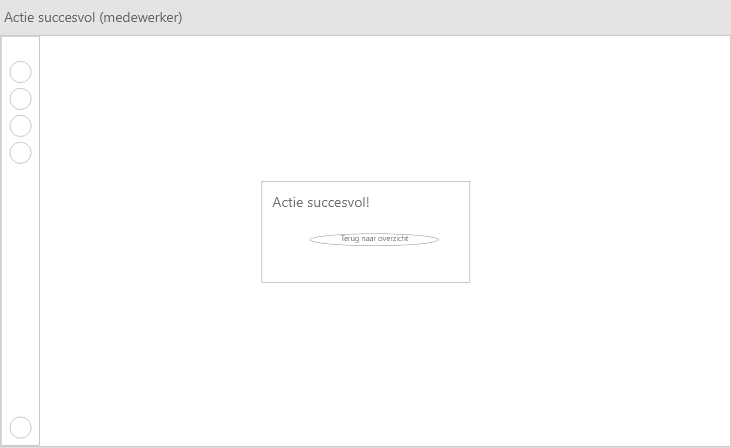 Actie succesvol (medewerker)
Actie succesvol!
Terug naar overzicht